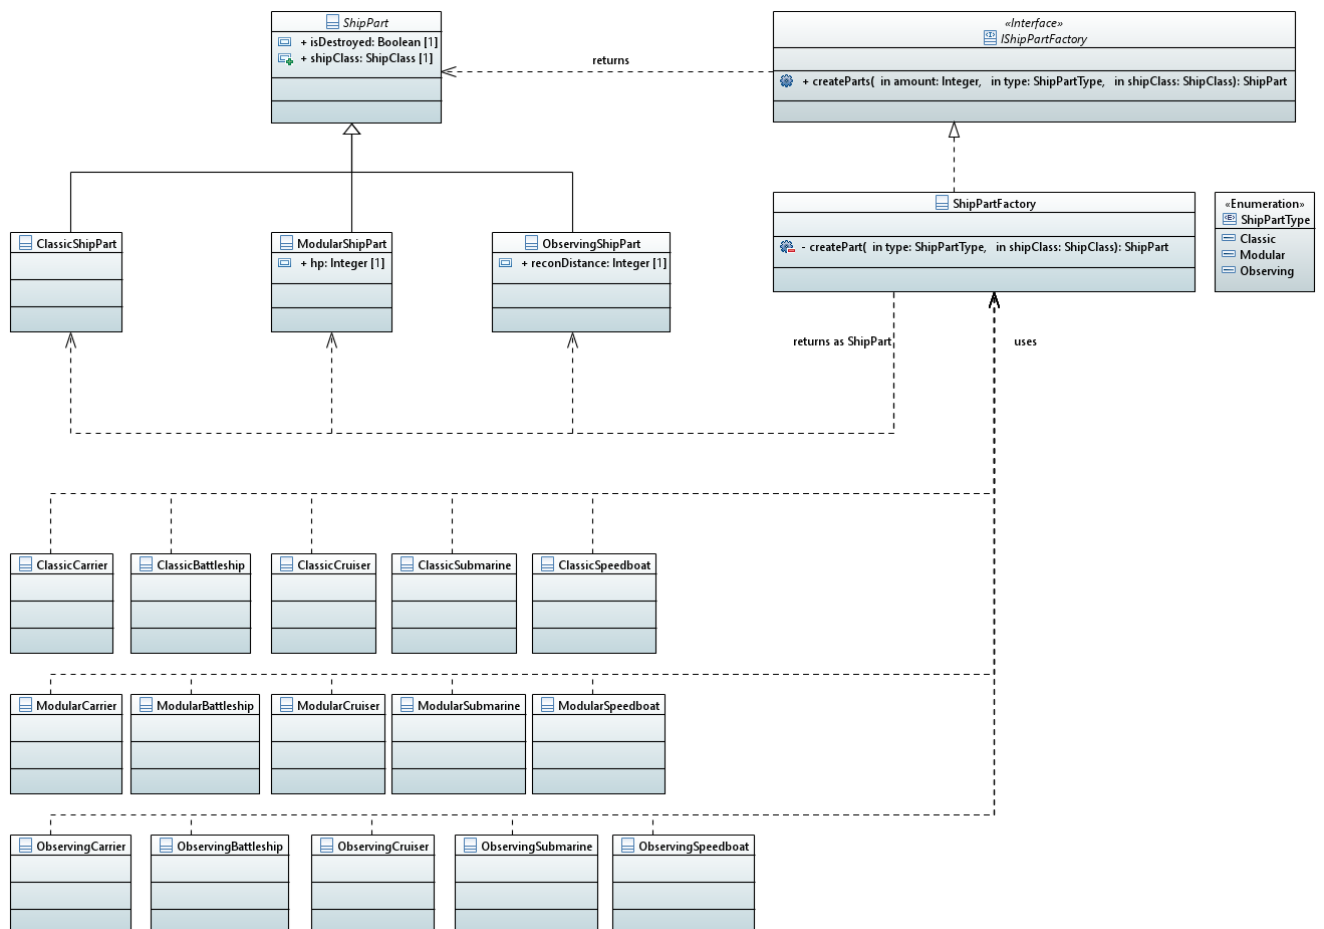 ShipPart
+ isDestroyed: Boolean [1]
+ shipClass: ShipClass [1]
returns
«Interface»
IShipPartFactory
+ createParts( in amount: Integer, in type: ShipPartType, in shipClass: ShipClass): ShipPart
ShipPartFactory
- createPart( in type: ShipPartType, in shipClass: ShipClass): ShipPart
«Enumeration»
ShipPartType
Classic
Modular
Observing
ClassicShipPart
ModularShipPart
+ hp: Integer [1]
ObservingShipPart
+ reconDistance: Integer [1]
returns as ShipPart
uses
ClassicCarrier
ClassicBattleship
ClassicCruiser
ClassicSubmarine
ClassicSpeedboat
ModularCarrier
ModularBattleship
ModularCruiser
ModularSubmarine
ModularSpeedboat
ObservingCarrier
ObservingBattleship
ObservingCruiser
ObservingSubmarine
ObservingSpeedboat